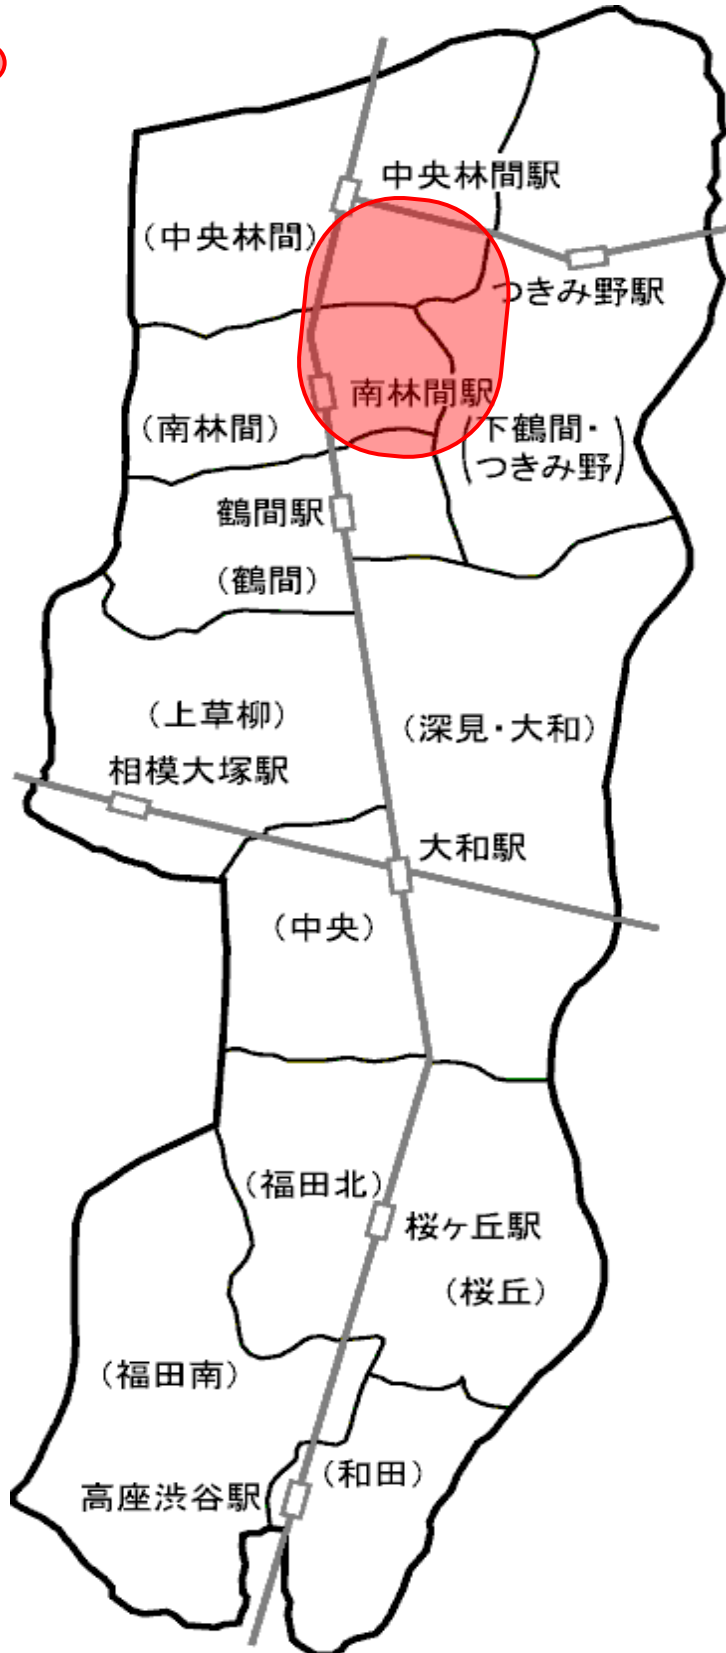 中央林間駅
（中央林間）
つきみ野駅
南林間駅
（南林間）
（下鶴間・
つきみ野）
鶴間駅
（鶴間）
（上草柳）
（深見・大和）
相模大塚駅
大和駅
（中央）
（福田北）
桜ヶ丘駅
（桜丘）
（福田南）
（和田）
高座渋谷駅